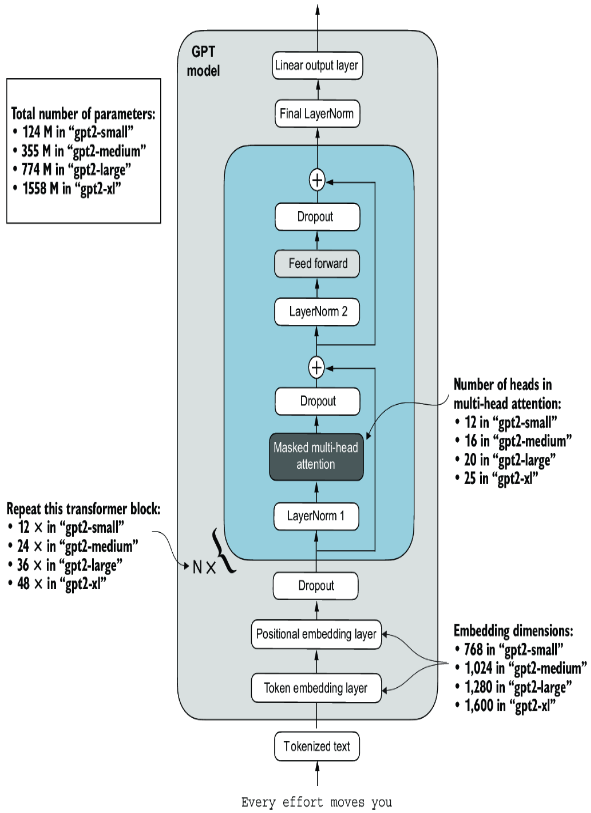 GPT
model
Linear output layer
Final LayerNorm
Total number of parameters:
• 124 M in “gpt2-small”
• 355 M in “gpt2-medium”
• 774 M in “gpt2-large”
• 1558 M in “gpt2-xl”
+
Dropout
Feed forward
LayerNorm 2
+
Dropout
Masked multi-head
attention
LayerNorm 1
Number of heads in
multi-head attention:
• 12 in “gpt2-small”
• 16 in “gpt2-medium”
• 20 in “gpt2-large”
• 25 in “gpt2-xl”
Repeat this transformer block:
• 12 × in “gpt2-small”
• 24 × in “gpt2-medium”
• 36 × in “gpt2-large”
• 48 × in “gpt2-xl”
N×
{
Dropout
Positional embedding layer
Token embedding layer
Embedding dimensions:
• 768 in “gpt2-small”
• 1,024 in “gpt2-medium”
• 1,280 in “gpt2-large”
• 1,600 in “gpt2-xl”
Tokenized text
Every effort moves you